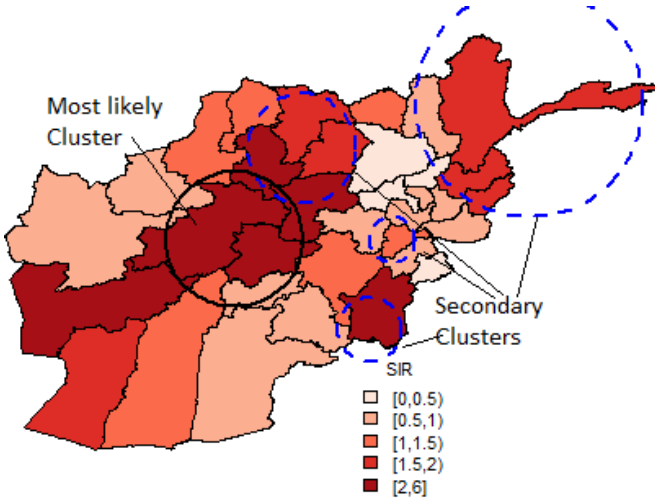 Most likely
Cluster
Secondary
Clusters
SIR
[0,0.5)
[0.5,1)
[1,1.5)
[1.5,2)
[2,6]